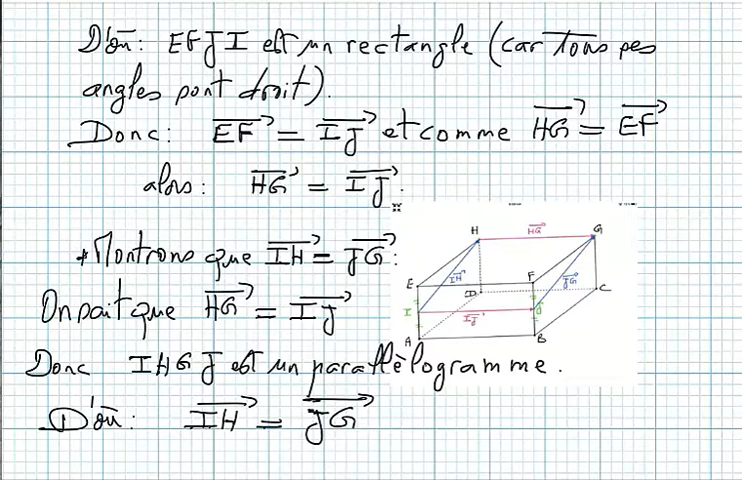 D'où: EFJI est un rectangle (car tous ses
angles sont droit).
Donc: EF = IJ et comme HG = EF
alors: HG = IJ.
* Montrons que IH = JG:
On sait que HG = IJ
Donc IHGJ est un parallèlogramme.
D'où: IH = JG
H HG G
E IH F JG
D C
I IJ J
A B